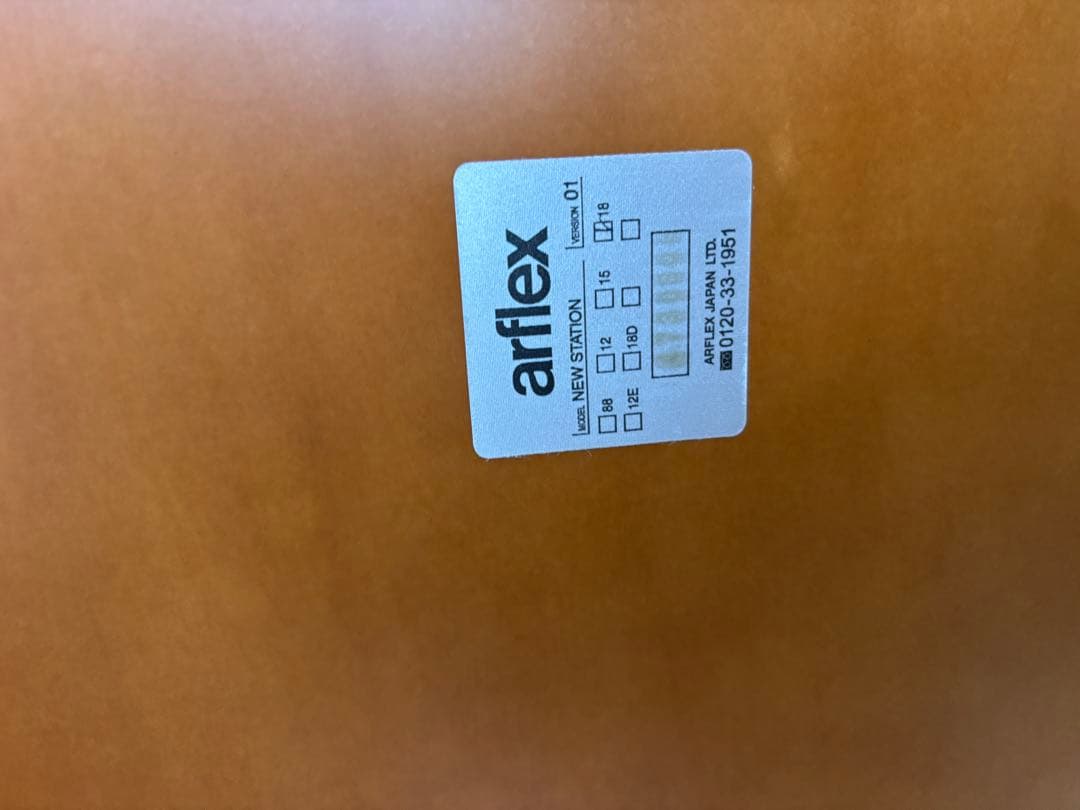 arflex
MODEL NEW STATION VERSION 01
☐88 ☐12 ☐15 ☑18
☐12E ☐18D ☐ ☐
ARFLEX JAPAN LTD.
0120-33-1951